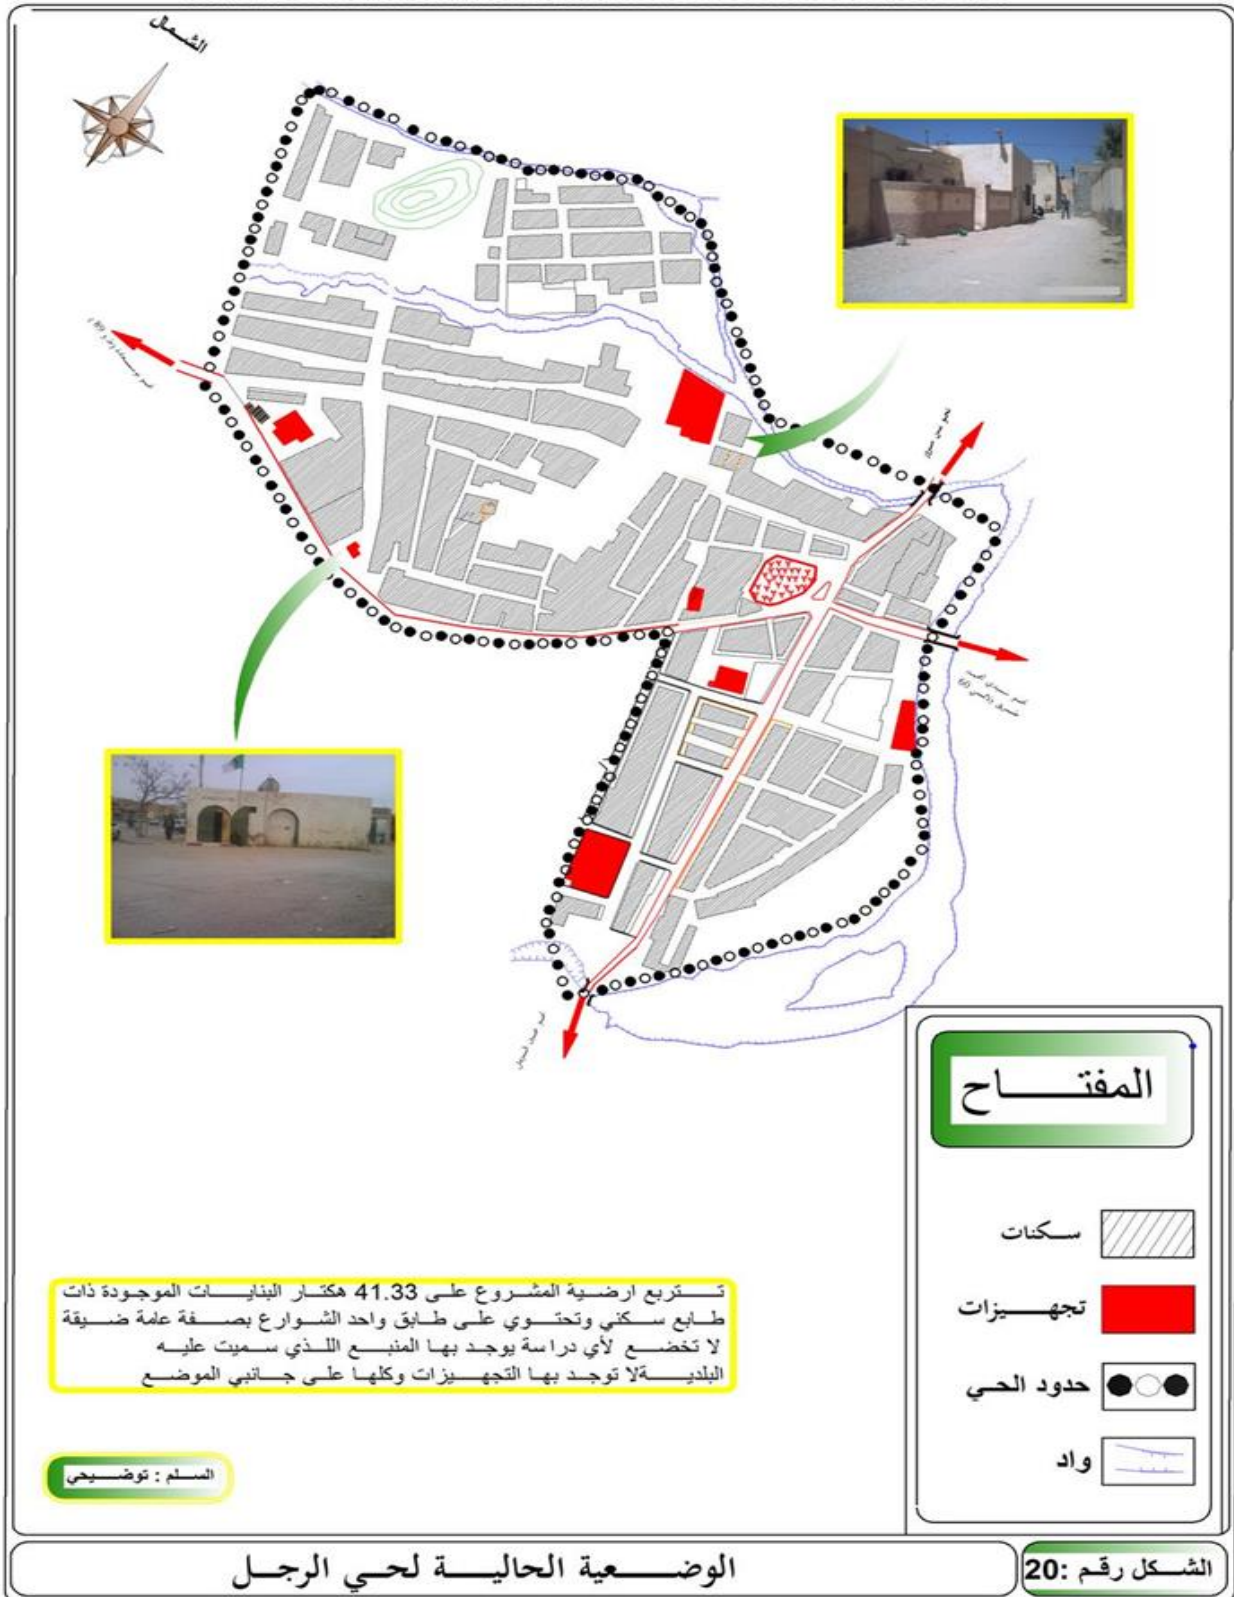 الشمال
المفتاح
سكنات
تجهيزات
حدود الحي
واد
تتربع ارضية المشروع على 41.33 هكتار البنايات الموجودة ذات
طابع سكني وتحتوي على طابق واحد الشوارع بصفة عامة ضيقة
لا تخضع لأي دراسة يوجد بها المنبع اللذي سميت عليه
البلديةلا توجد بها التجهيزات وكلها على جانبي الموضع
السلم : توضيحي
الشكل رقم :20
الوضعية الحالية لحي الرجل